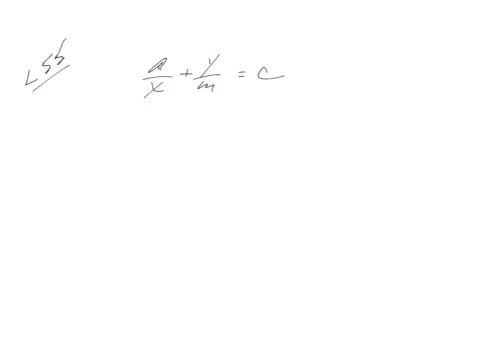 a/x + y/m = c